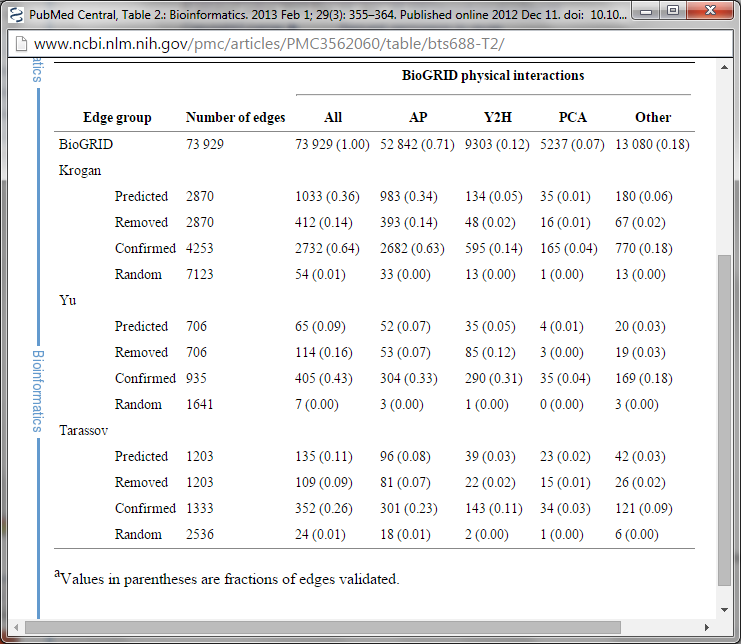 PubMed Central, Table 2.: Bioinformatics. 2013 Feb 1; 29(3): 355–364. Published online 2012 Dec 11. doi: 10.10...
www.ncbi.nlm.nih.gov/pmc/articles/PMC3562060/table/bts688-T2/
BioGRID physical interactions
Edge group Number of edges All AP Y2H PCA Other
BioGRID 73 929 73 929 (1.00) 52 842 (0.71) 9303 (0.12) 5237 (0.07) 13 080 (0.18)
Krogan
Predicted 2870 1033 (0.36) 983 (0.34) 134 (0.05) 35 (0.01) 180 (0.06)
Removed 2870 412 (0.14) 393 (0.14) 48 (0.02) 16 (0.01) 67 (0.02)
Confirmed 4253 2732 (0.64) 2682 (0.63) 595 (0.14) 165 (0.04) 770 (0.18)
Random 7123 54 (0.01) 33 (0.00) 13 (0.00) 1 (0.00) 13 (0.00)
Yu
Predicted 706 65 (0.09) 52 (0.07) 35 (0.05) 4 (0.01) 20 (0.03)
Removed 706 114 (0.16) 53 (0.07) 85 (0.12) 3 (0.00) 19 (0.03)
Confirmed 935 405 (0.43) 304 (0.33) 290 (0.31) 35 (0.04) 169 (0.18)
Random 1641 7 (0.00) 3 (0.00) 1 (0.00) 0 (0.00) 3 (0.00)
Tarassov
Predicted 1203 135 (0.11) 96 (0.08) 39 (0.03) 23 (0.02) 42 (0.03)
Removed 1203 109 (0.09) 81 (0.07) 22 (0.02) 15 (0.01) 26 (0.02)
Confirmed 1333 352 (0.26) 301 (0.23) 143 (0.11) 34 (0.03) 121 (0.09)
Random 2536 24 (0.01) 18 (0.01) 2 (0.00) 1 (0.00) 6 (0.00)
aValues in parentheses are fractions of edges validated.
atics
Bioinformatics